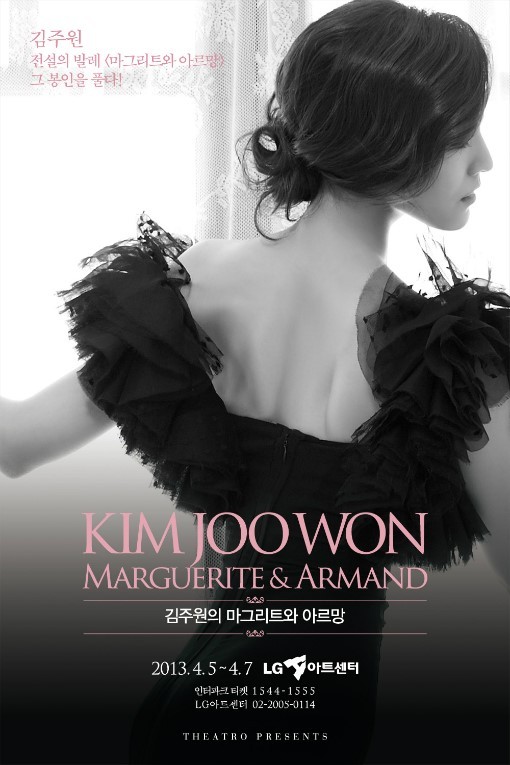 김주원
전설의 발레 <마그리트와 아르망>
그 봉인을 풀다!
KIM JOO WON
MARGUERITE & ARMAND
김주원의 마그리트와 아르망
2013. 4. 5 ~ 4. 7 LG아트센터
인터파크 티켓 1544-1555
LG아트센터 02-2005-0114
THEATRO PRESENTS